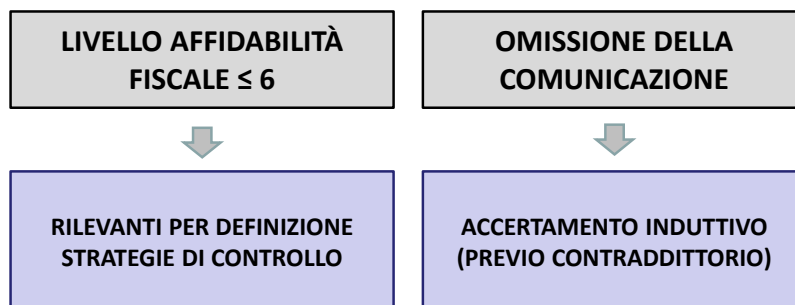 LIVELLO AFFIDABILITÀ
FISCALE ≤ 6
OMISSIONE DELLA
COMUNICAZIONE
RILEVANTI PER DEFINIZIONE
STRATEGIE DI CONTROLLO
ACCERTAMENTO INDUTTIVO
(PREVIO CONTRADDITTORIO)